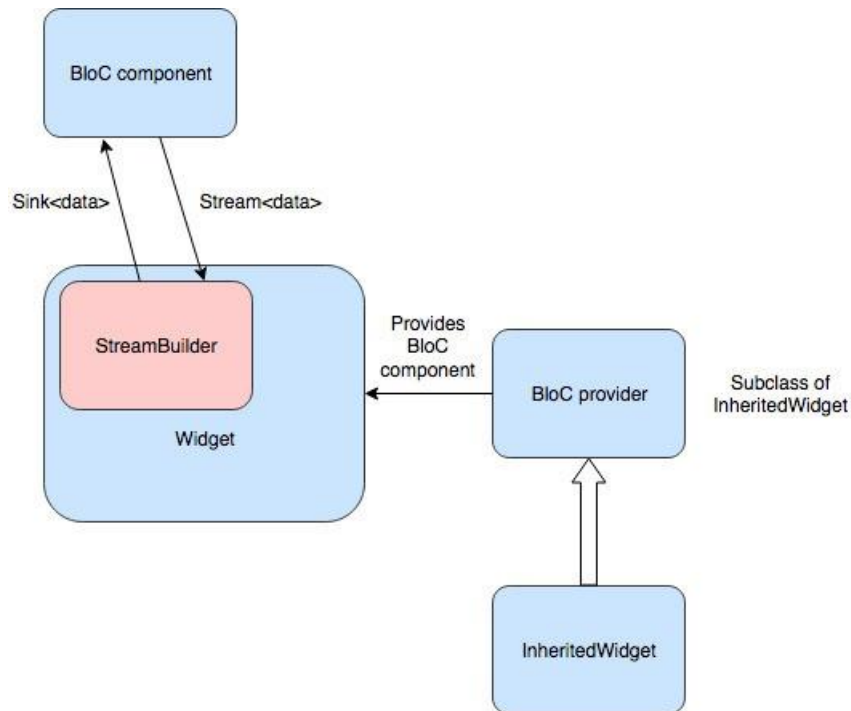 BloC component
Sink<data>
Stream<data>
StreamBuilder
Widget
Provides
BloC
component
BloC provider
Subclass of
InheritedWidget
InheritedWidget